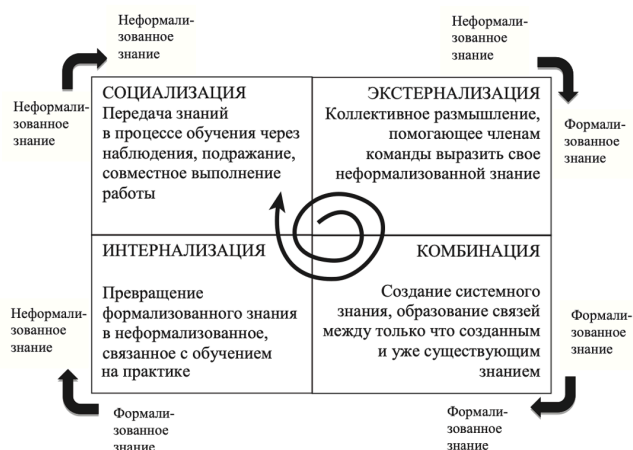 Неформали-
зованное
знание
Неформали-
зованное
знание
Неформали-
зованное
знание
Формали-
зованное
знание
СОЦИАЛИЗАЦИЯ
Передача знаний
в процессе обучения через
наблюдения, подражание,
совместное выполнение
работы
ЭКСТЕРНАЛИЗАЦИЯ
Коллективное размышление,
помогающее членам
команды выразить свое
неформализованной знание
ИНТЕРНАЛИЗАЦИЯ
Превращение
формализованного знания
в неформализованное,
связанное с обучением
на практике
КОМБИНАЦИЯ
Создание системного
знания, образование связей
между только что созданным
и уже существующим
знанием
Неформали-
зованное
знание
Формали-
зованное
знание
Формали-
зованное
знание
Формали-
зованное
знание